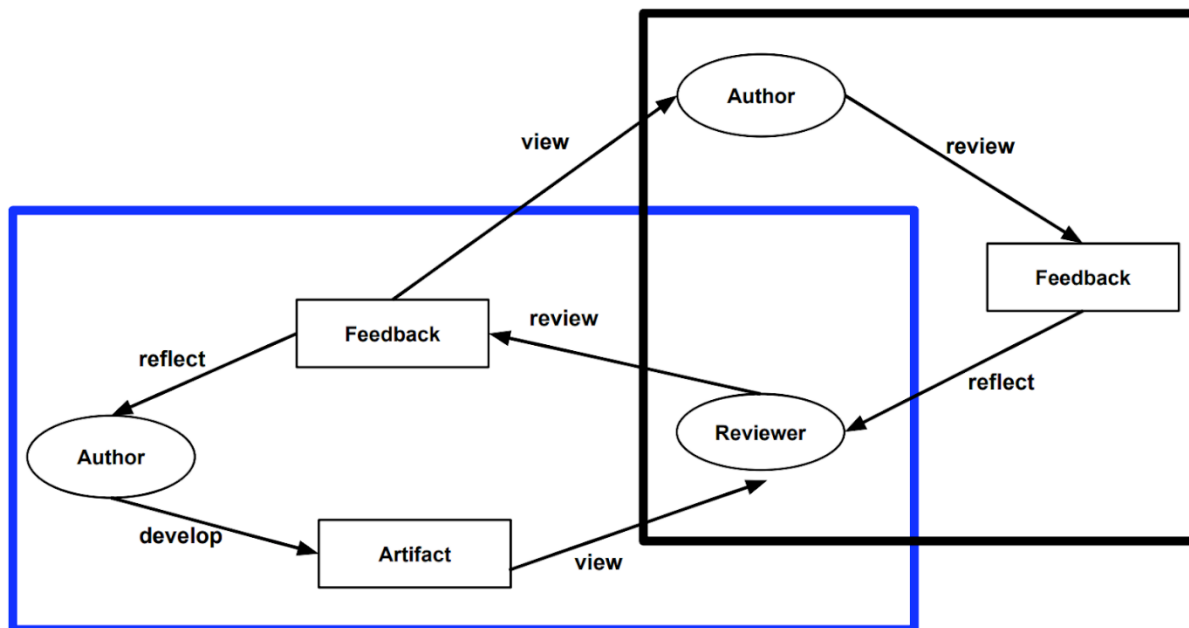 Author
view
review
Feedback
Feedback
review
reflect
reflect
Author
Reviewer
develop
Artifact
view